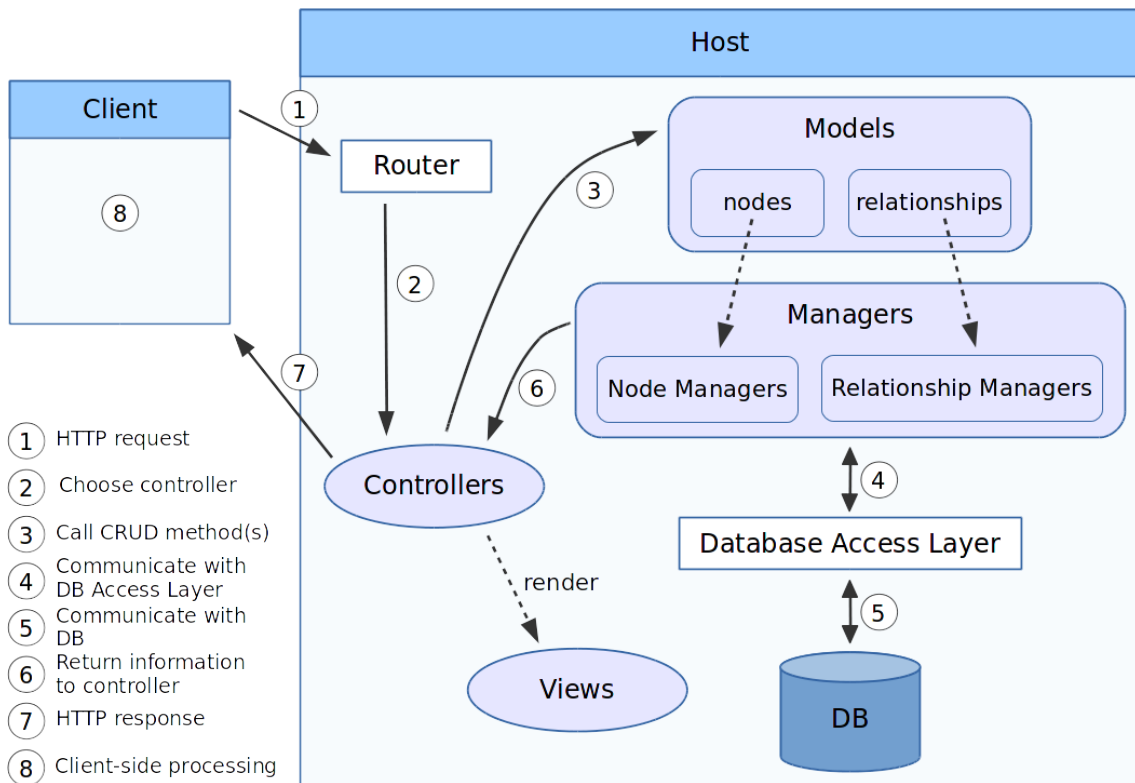 Host
Client
1
Router
8
2
3
Models
nodes
relationships
Managers
Node Managers
Relationship Managers
6
7
Controllers
4
Database Access Layer
render
5
Views
DB
1 HTTP request
2 Choose controller
3 Call CRUD method(s)
4 Communicate with
DB Access Layer
5 Communicate with
DB
6 Return information
to controller
7 HTTP response
8 Client-side processing